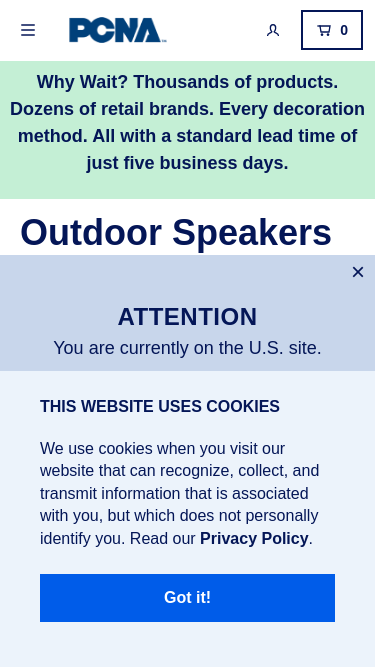 PCNA
0
Why Wait? Thousands of products.
Dozens of retail brands. Every decoration
method. All with a standard lead time of
just five business days.
Outdoor Speakers
ATTENTION
You are currently on the U.S. site.
THIS WEBSITE USES COOKIES
We use cookies when you visit our
website that can recognize, collect, and
transmit information that is associated
with you, but which does not personally
identify you. Read our Privacy Policy.
Got it!